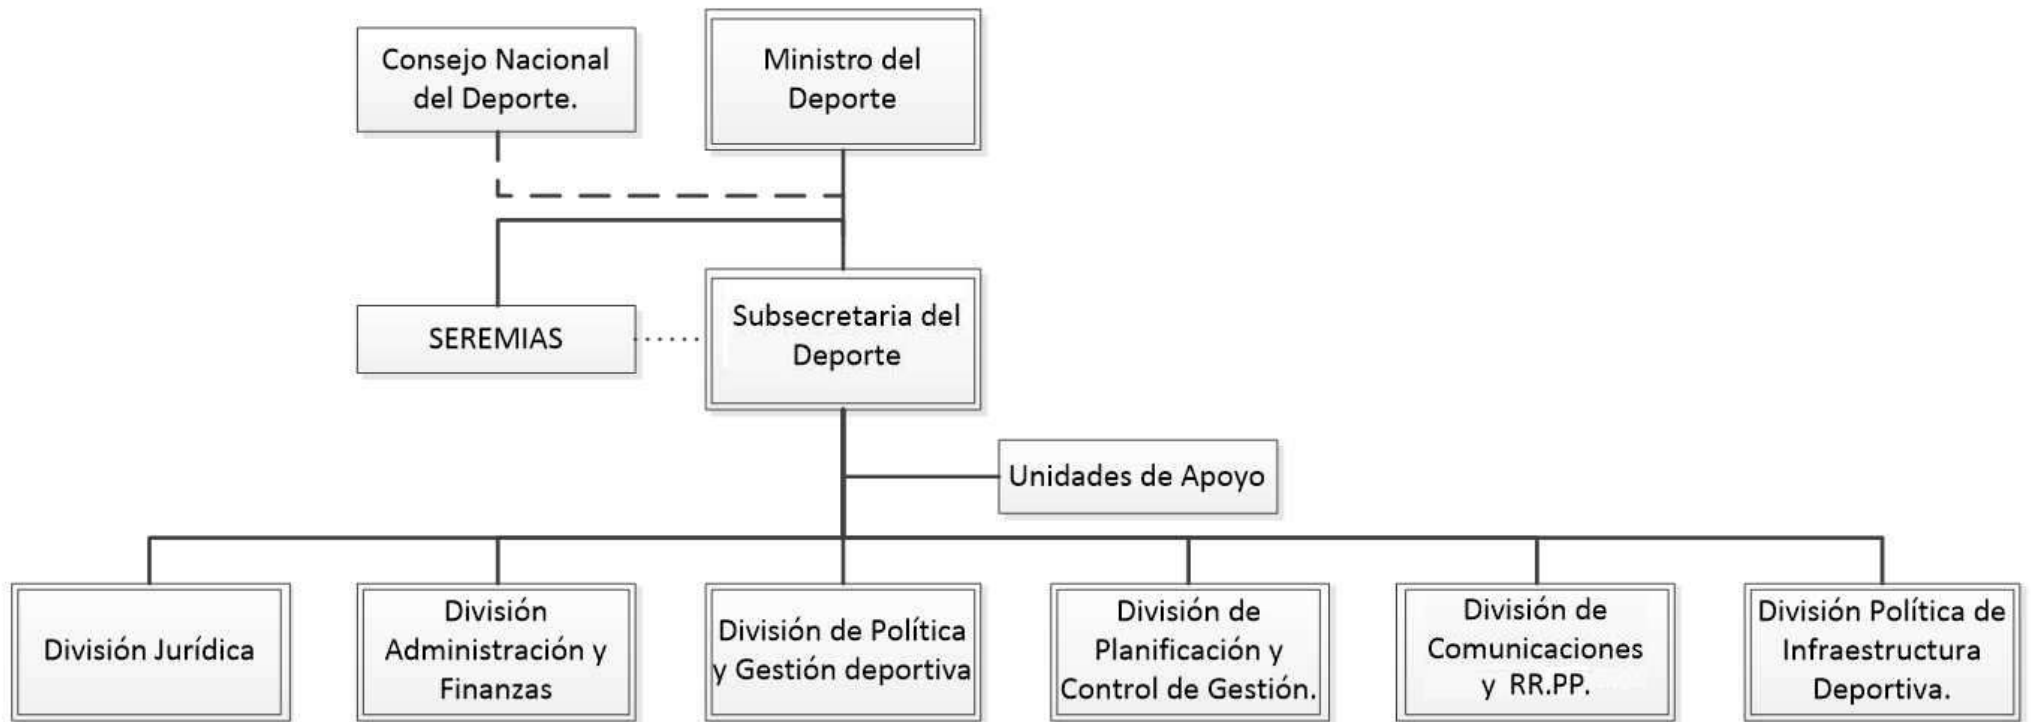 Consejo Nacional
del Deporte.
Ministro del
Deporte
SEREMIAS
Subsecretaria del
Deporte
Unidades de Apoyo
División Jurídica
División
Administración y
Finanzas
División de Política
y Gestión deportiva
División de
Planificación y
Control de Gestión.
División de
Comunicaciones
y RR.PP.
División Política de
Infraestructura
Deportiva.